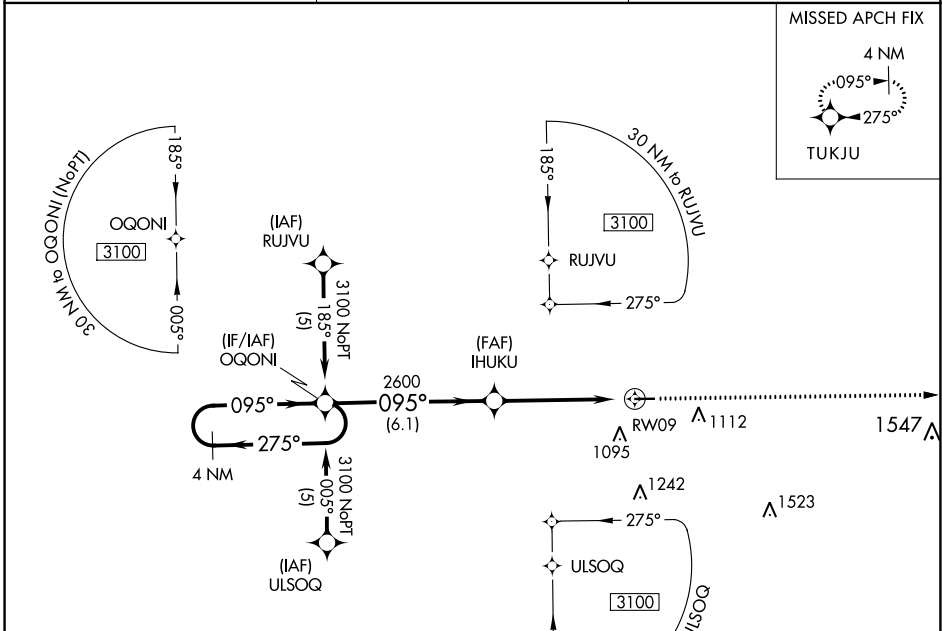 MISSED APCH FIX
4 NM
095°
275°
TUKJU
30 NM to OQONI (NoPT)
185°
OQONI
3100
005°
185°
30 NM to RUJVU
3100
RUJVU
275°
(IAF)
RUJVU
3100 NoPT
185°
(5)
(IF/IAF)
OQONI
(FAF)
IHUKU
2600
095°
(6.1)
095°
275°
4 NM
RW09
1112
1095
1547
3100 NoPT
005°
(5)
(IAF)
ULSOQ
1242
1523
275°
ULSOQ
3100
ULSOQ